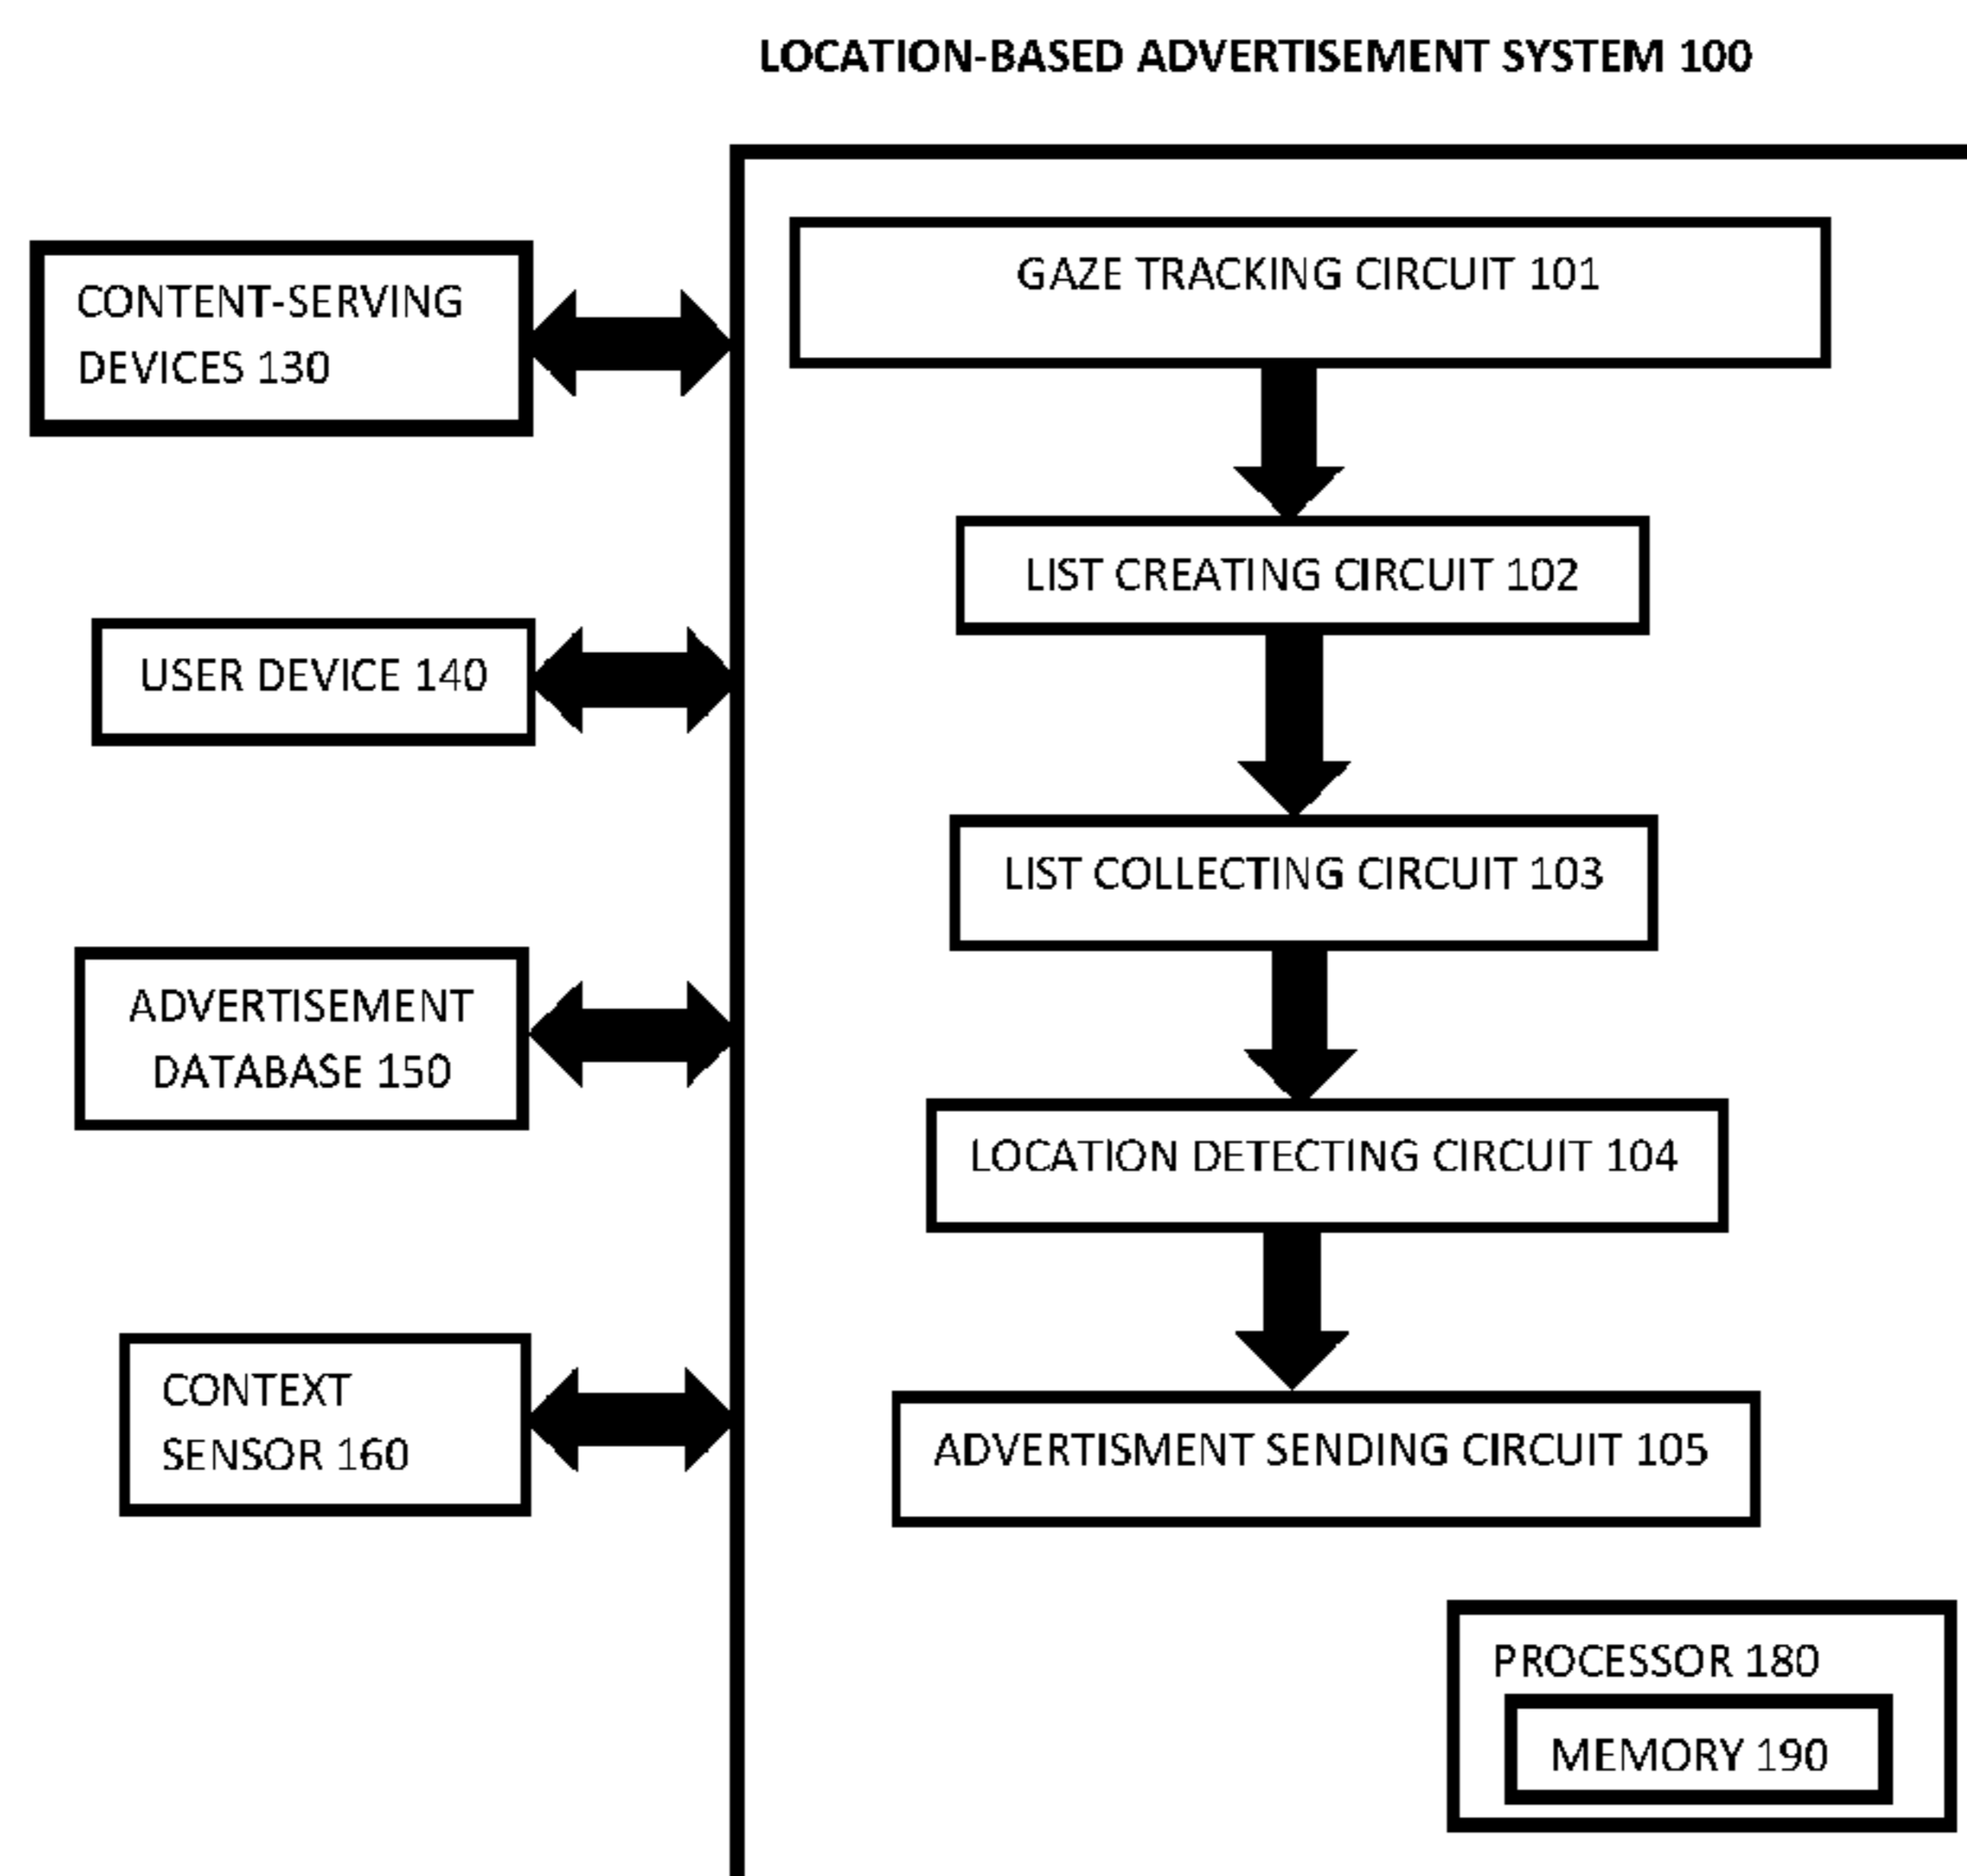 LOCATION-BASED ADVERTISEMENT SYSTEM 100
CONTENT-SERVING
DEVICES 130
USER DEVICE 140
ADVERTISEMENT
DATABASE 150
CONTEXT
SENSOR 160
GAZE TRACKING CIRCUIT 101
LIST CREATING CIRCUIT 102
LIST COLLECTING CIRCUIT 103
LOCATION DETECTING CIRCUIT 104
ADVERTISMENT SENDING CIRCUIT 105
PROCESSOR 180
MEMORY 190